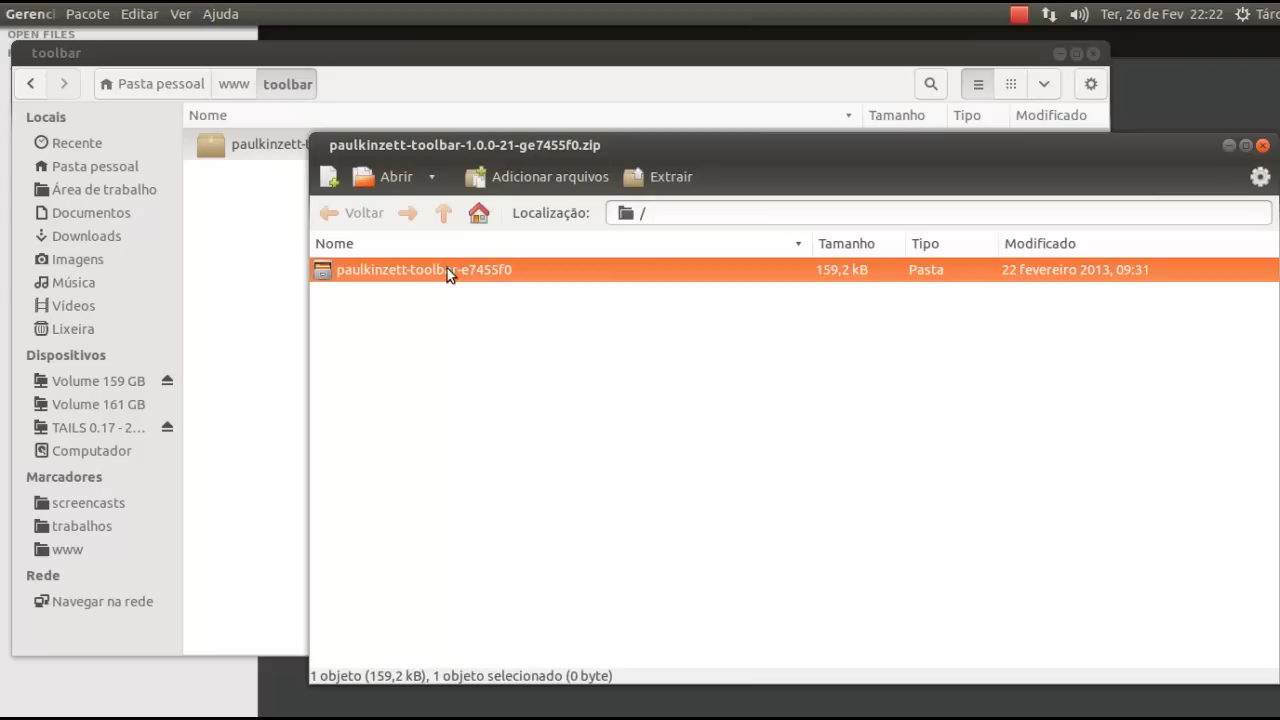 Gerenci Pacote Editar Ver Ajuda
Ter, 26 de Fev 22:22
OPEN FILES
toolbar
Pasta pessoal www toolbar
Locais
Recente
Pasta pessoal
Área de trabalho
Documentos
Downloads
Imagens
Música
Vídeos
Lixeira
Dispositivos
Volume 159 GB
Volume 161 GB
TAILS 0.17 - 2...
Computador
Marcadores
screencasts
trabalhos
www
Rede
Navegar na rede
Nome Tamanho Tipo Modificado
paulkinzett-t
paulkinzett-toolbar-1.0.0-21-ge7455f0.zip
Abrir Adicionar arquivos Extrair
Voltar Localização: /
Nome Tamanho Tipo Modificado
paulkinzett-toolbar-e7455f0 159,2 kB Pasta 22 fevereiro 2013, 09:31
1 objeto (159,2 kB), 1 objeto selecionado (0 byte)